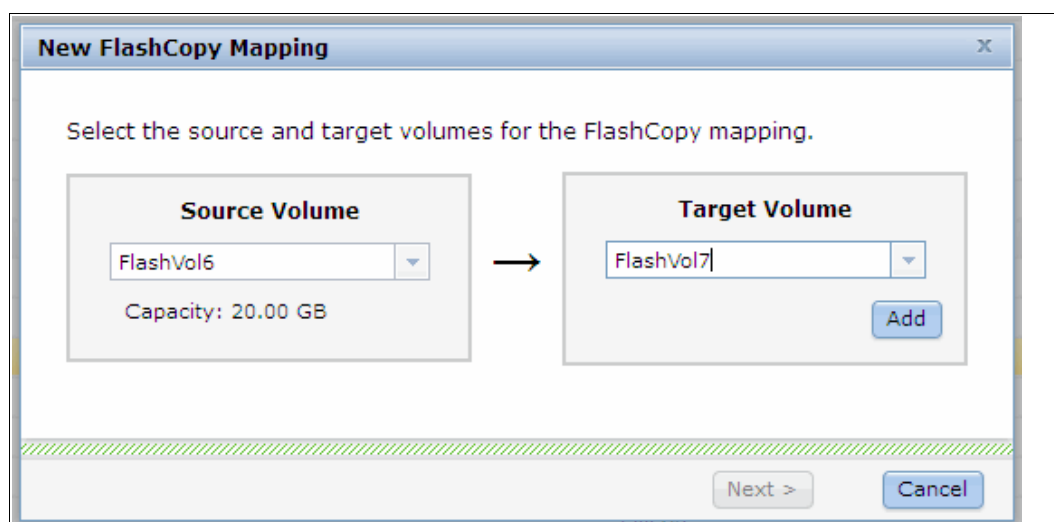 New FlashCopy Mapping x
Select the source and target volumes for the FlashCopy mapping.
Source Volume
FlashVol6
Capacity: 20.00 GB
→
Target Volume
FlashVol7
Add
Next >
Cancel